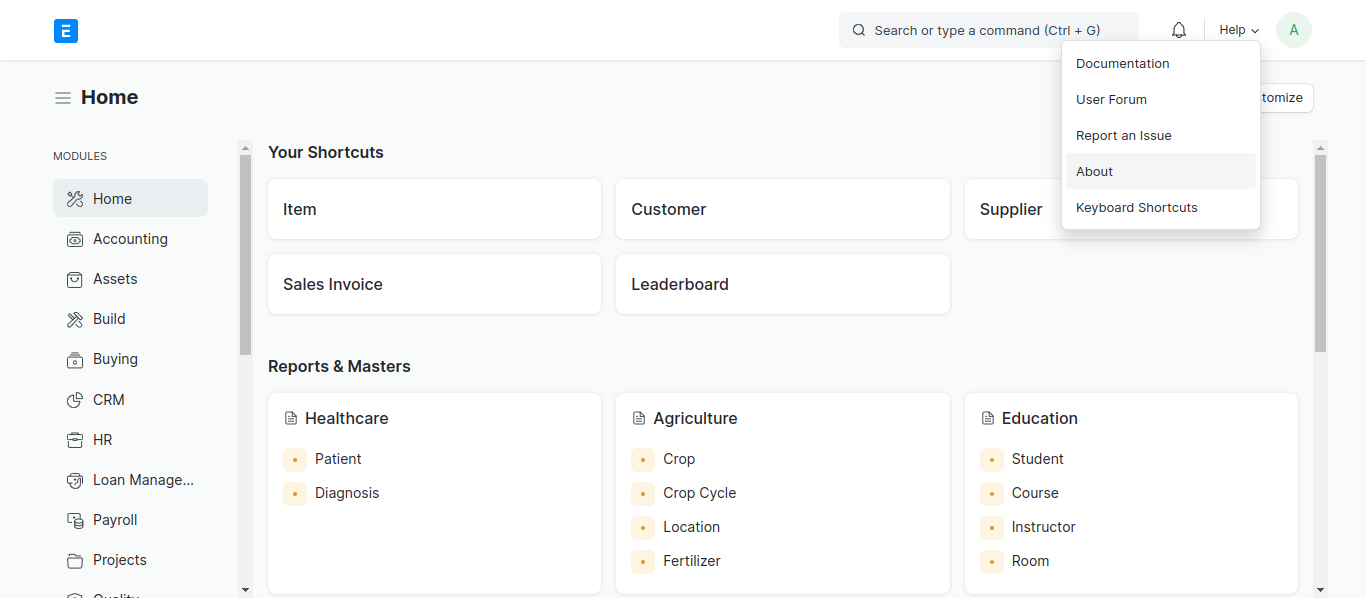 E
Search or type a command (Ctrl + G)
Help
A
Documentation
User Forum
Report an Issue
About
Keyboard Shortcuts
Home
tomize
MODULES
Home
Accounting
Assets
Build
Buying
CRM
HR
Loan Manage...
Payroll
Projects
Quality
Your Shortcuts
Item
Customer
Supplier
Sales Invoice
Leaderboard
Reports & Masters
Healthcare
Patient
Diagnosis
Agriculture
Crop
Crop Cycle
Location
Fertilizer
Education
Student
Course
Instructor
Room